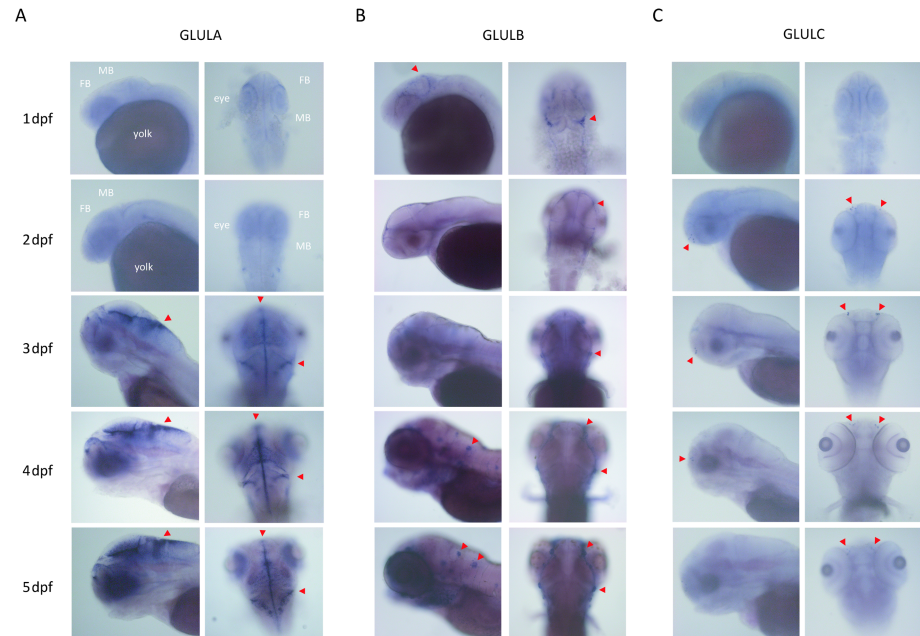 A
B
C
GLULA
GLULB
GLULC
1dpf
MB
FB
yolk
FB
eye
MB
2dpf
MB
FB
yolk
FB
eye
MB
3dpf
4dpf
5dpf